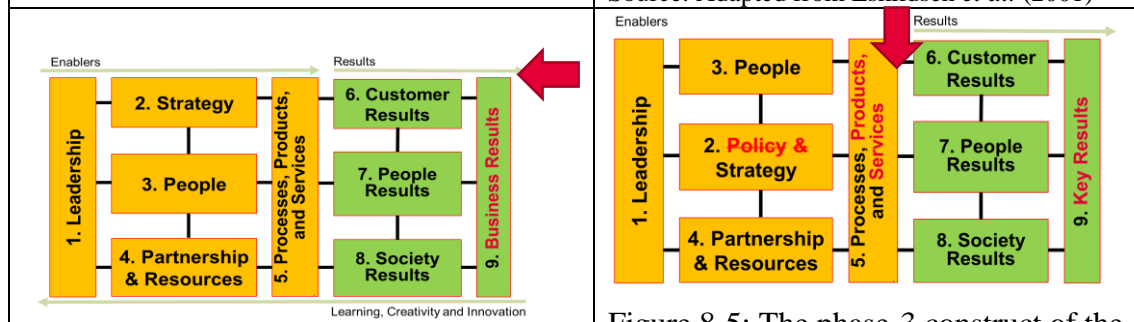 Source: Adapted from et al. (2001)
Enablers
Results
1. Leadership
2. Strategy
3. People
4. Partnership
& Resources
5. Processes, Products,
and Services
6. Customer
Results
7. People
Results
8. Society
Results
9. Business Results
Learning, Creativity and Innovation
Enablers
Results
1. Leadership
3. People
2. Policy &
Strategy
4. Partnership
& Resources
5. Processes, Products,
and Services
6. Customer
Results
7. People
Results
8. Society
Results
9. Key Results
Figure 8.5: The phase 3 construct of the